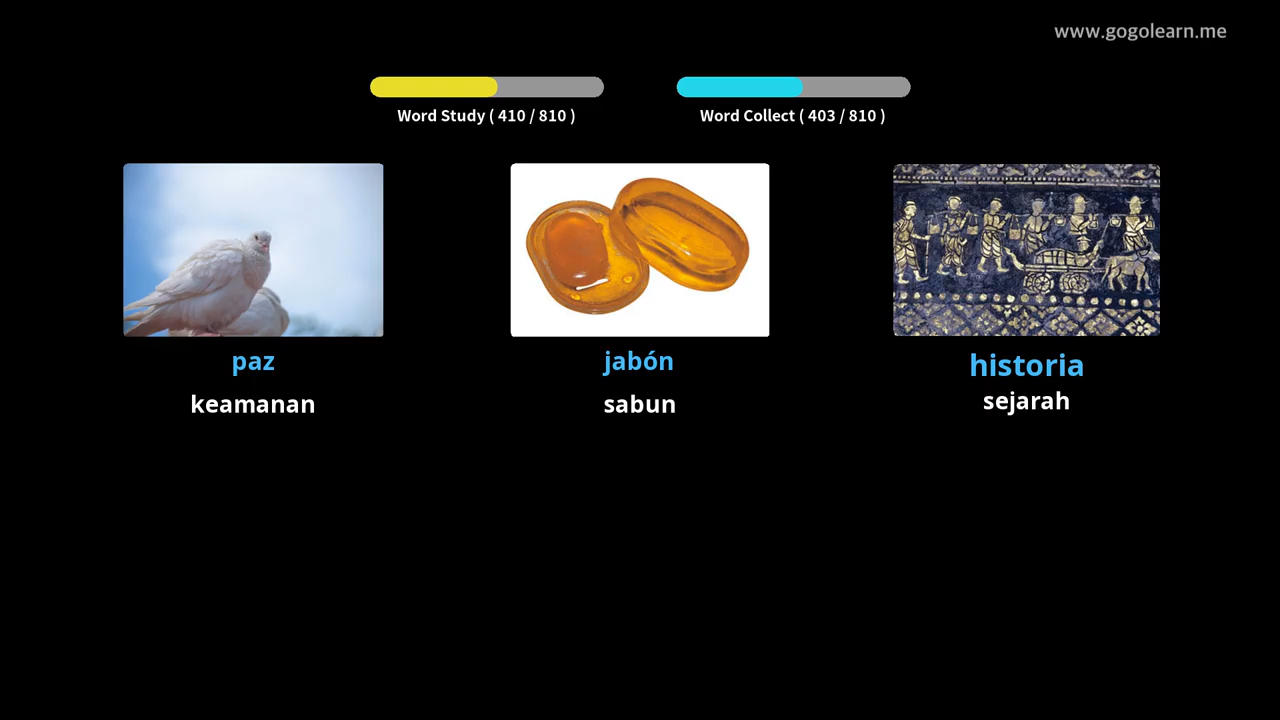 www.gogolearn.me
Word Study ( 410 / 810 )
Word Collect ( 403 / 810 )
paz
keamanan
jabón
sabun
historia
sejarah